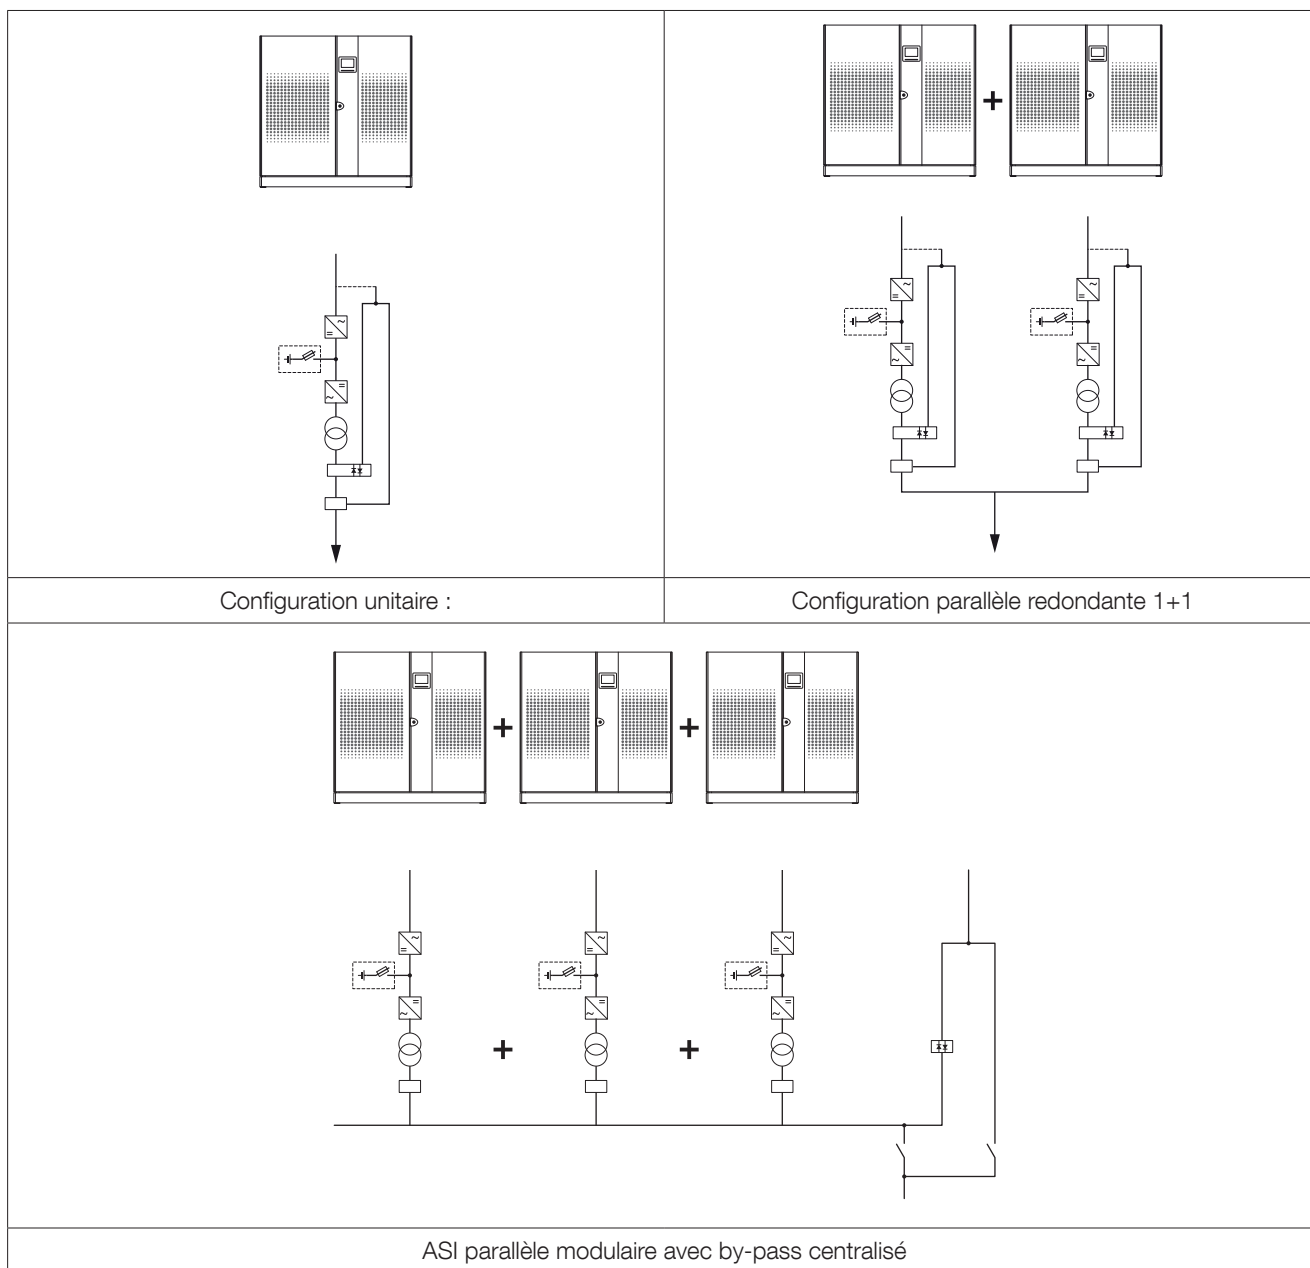 Configuration unitaire :
Configuration parallèle redondante 1+1
ASI parallèle modulaire avec by-pass centralisé